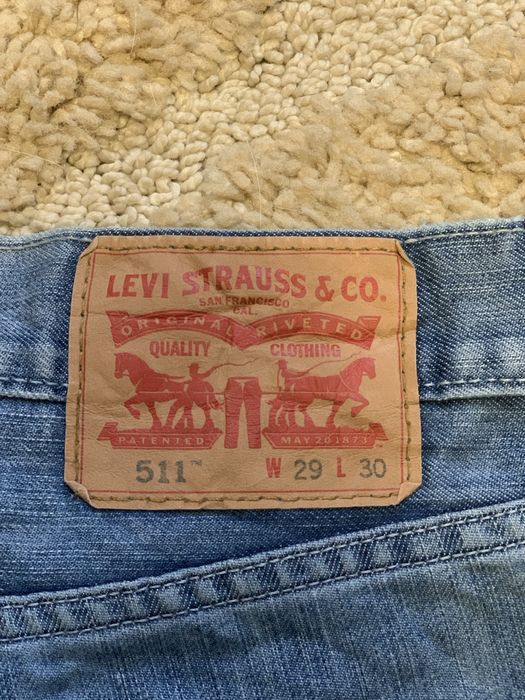 LEVI STRAUSS & CO.
SAN FRANCISCO
CAL.
ORIGINAL RIVETED
QUALITY CLOTHING
PATENTED MAY 20 1873
511™ W 29 L 30